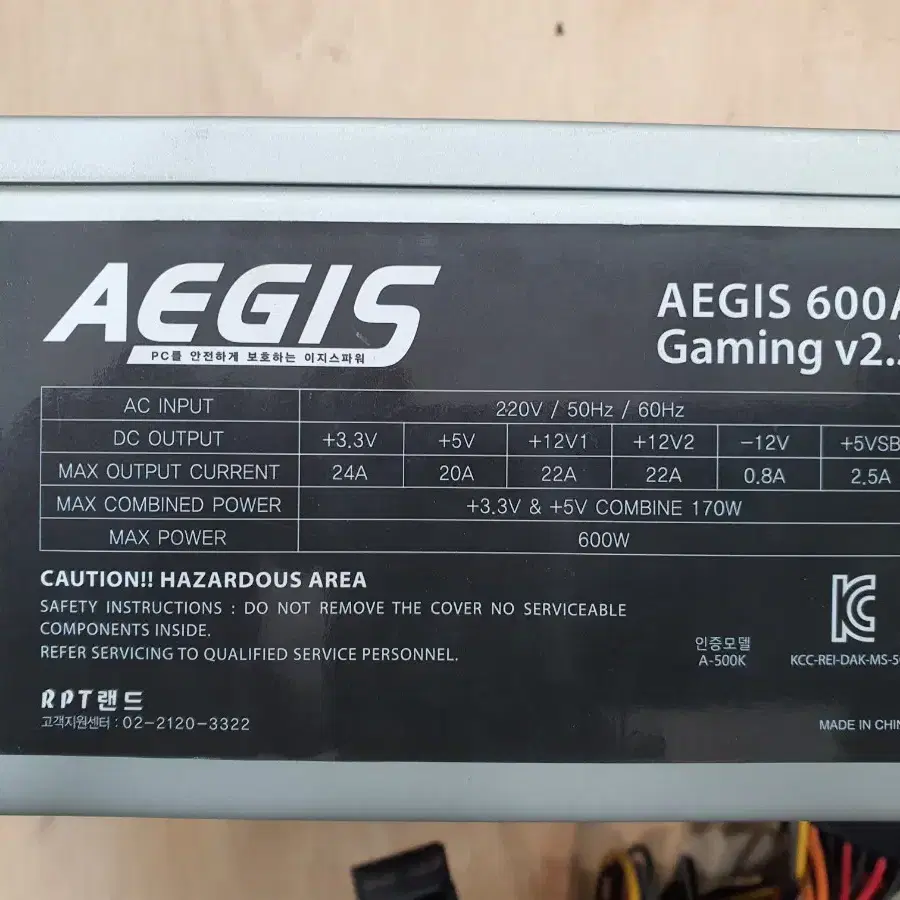 AEGIS
PC를 안전하게 보호하는 이지스파워
AEGIS 600A
Gaming v2.
AC INPUT 220V / 50Hz / 60Hz
DC OUTPUT +3.3V +5V +12V1 +12V2 -12V +5VSB
MAX OUTPUT CURRENT 24A 20A 22A 22A 0.8A 2.5A
MAX COMBINED POWER +3.3V & +5V COMBINE 170W
MAX POWER 600W
CAUTION!! HAZARDOUS AREA
SAFETY INSTRUCTIONS : DO NOT REMOVE THE COVER NO SERVICEABLE
COMPONENTS INSIDE.
REFER SERVICING TO QUALIFIED SERVICE PERSONNEL.
인증모델
A-500K
KCC-REI-DAK-MS-5
RPT랜드
고객지원센터 : 02-2120-3322
MADE IN CHIN